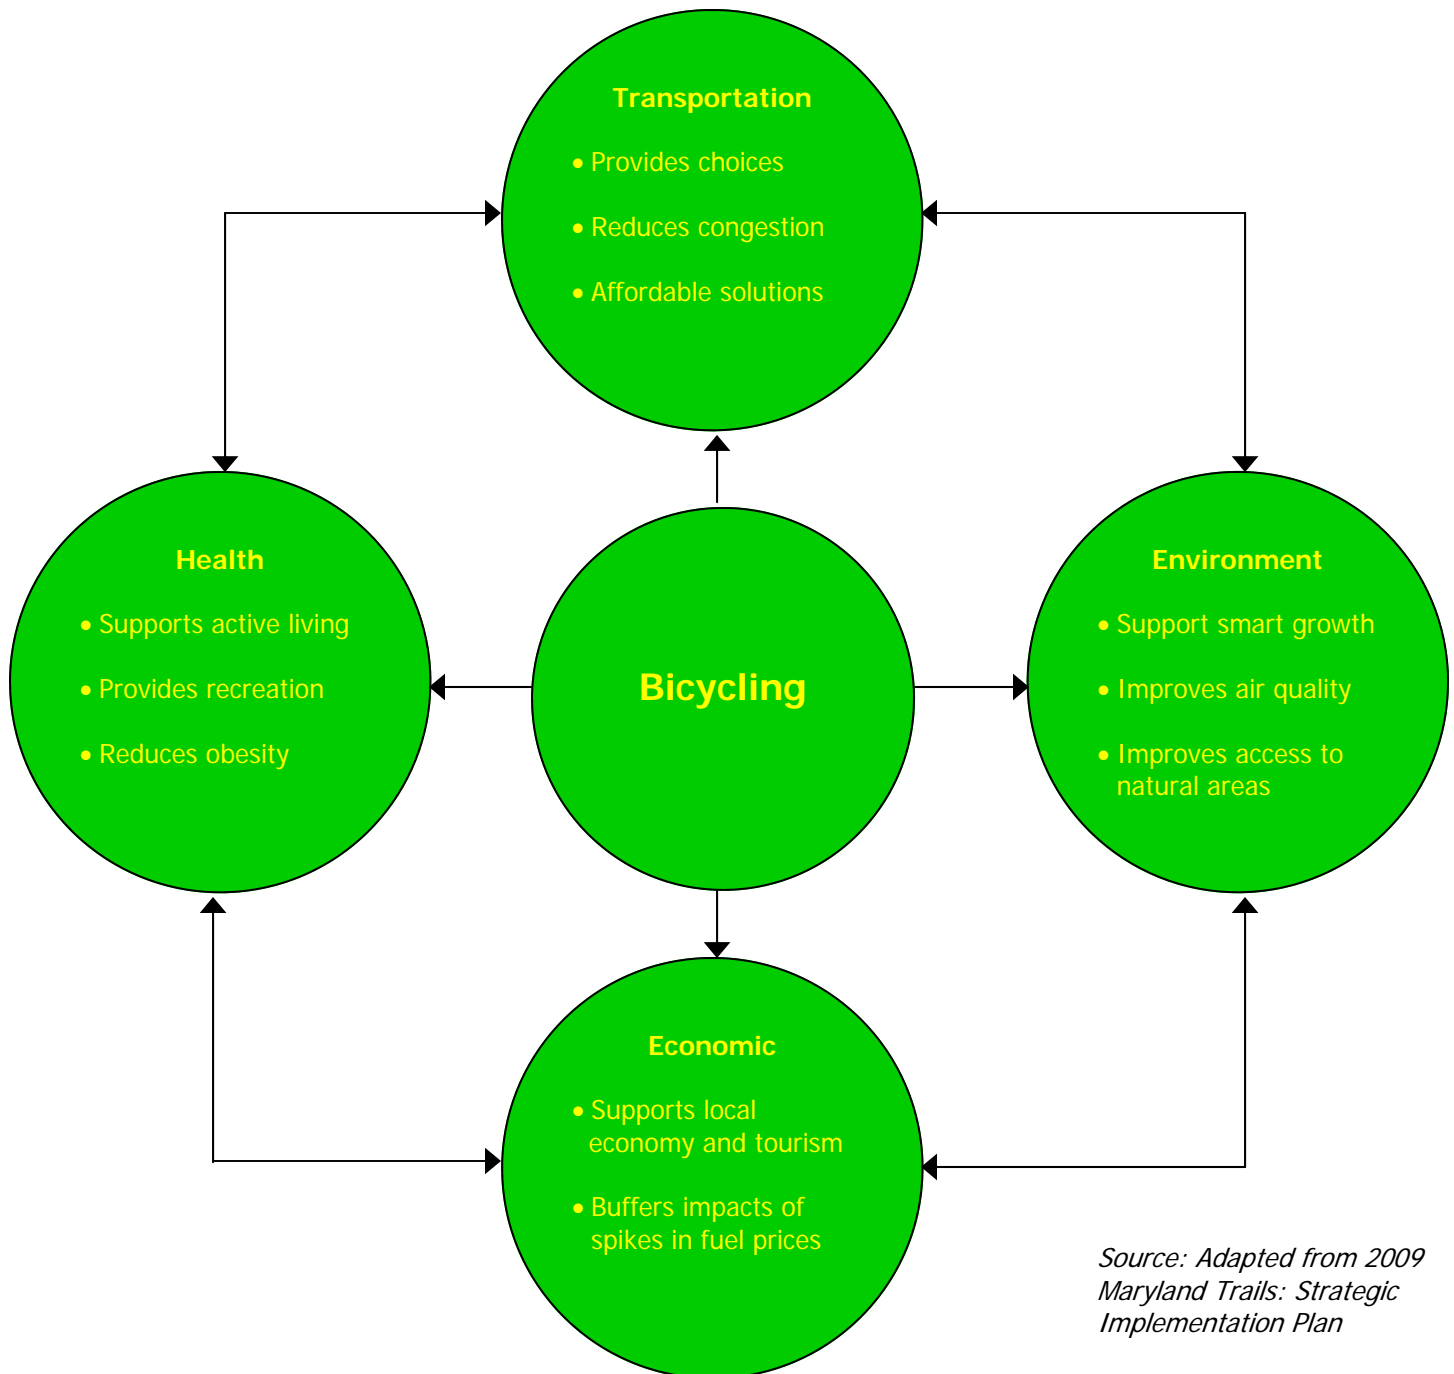 Transportation
• Provides choices
• Reduces congestion
• Affordable solutions
Health
• Supports active living
• Provides recreation
• Reduces obesity
Bicycling
Environment
• Support smart growth
• Improves air quality
• Improves access to
natural areas
Economic
• Supports local
economy and tourism
• Buffers impacts of
spikes in fuel prices
Source: Adapted from 2009
Maryland Trails: Strategic
Implementation Plan